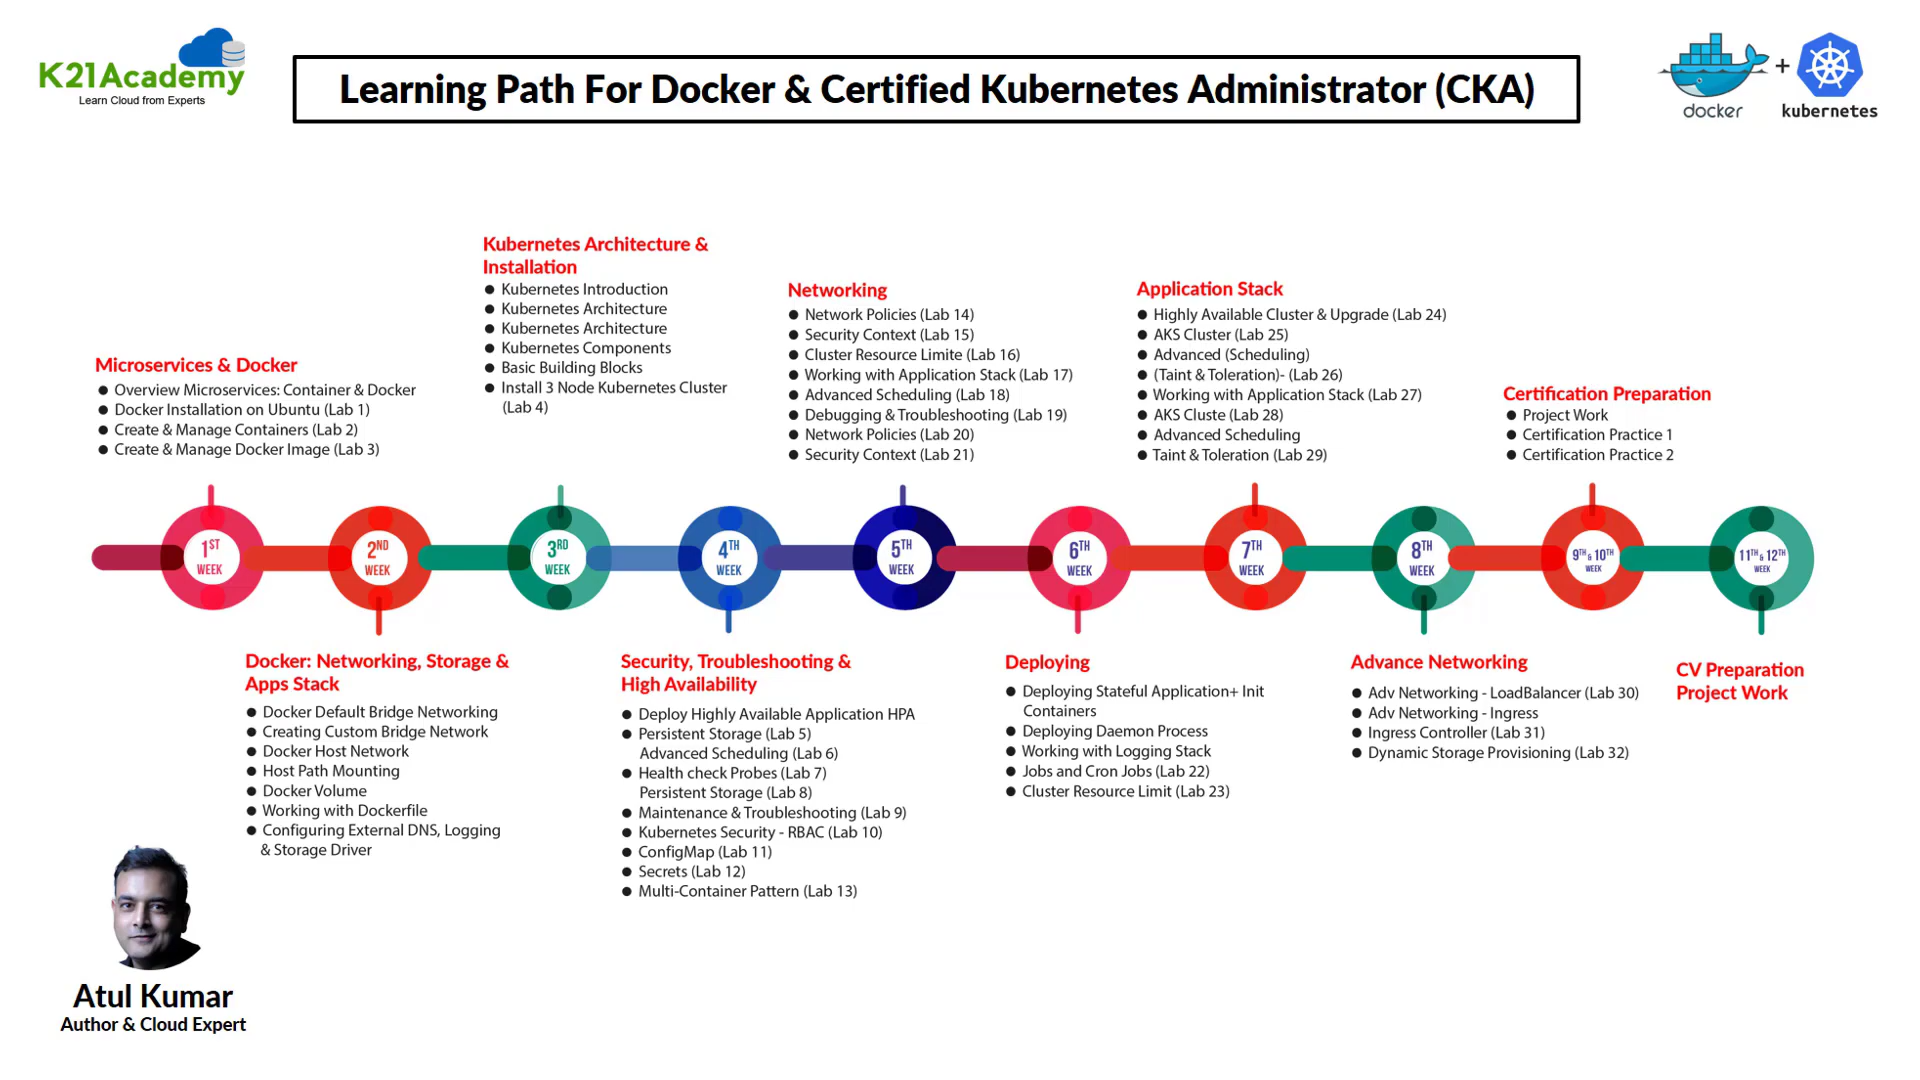 K21Academy
Learn Cloud from Experts
Learning Path For Docker & Certified Kubernetes Administrator (CKA)
docker
+
kubernetes
Microservices & Docker
● Overview Microservices: Container & Docker
● Docker Installation on Ubuntu (Lab 1)
● Create & Manage Containers (Lab 2)
● Create & Manage Docker Image (Lab 3)
Kubernetes Architecture &
Installation
● Kubernetes Introduction
● Kubernetes Architecture
● Kubernetes Architecture
● Kubernetes Components
● Basic Building Blocks
● Install 3 Node Kubernetes Cluster
(Lab 4)
Networking
● Network Policies (Lab 14)
● Security Context (Lab 15)
● Cluster Resource Limite (Lab 16)
● Working with Application Stack (Lab 17)
● Advanced Scheduling (Lab 18)
● Debugging & Troubleshooting (Lab 19)
● Network Policies (Lab 20)
● Security Context (Lab 21)
Application Stack
● Highly Available Cluster & Upgrade (Lab 24)
● AKS Cluster (Lab 25)
● Advanced (Scheduling)
● (Taint & Toleration)- (Lab 26)
● Working with Application Stack (Lab 27)
● AKS Cluste (Lab 28)
● Advanced Scheduling
● Taint & Toleration (Lab 29)
Certification Preparation
● Project Work
● Certification Practice 1
● Certification Practice 2
1ST
WEEK
2ND
WEEK
3RD
WEEK
4TH
WEEK
5TH
WEEK
6TH
WEEK
7TH
WEEK
8TH
WEEK
9TH & 10TH
WEEK
11TH & 12TH
WEEK
Docker: Networking, Storage &
Apps Stack
● Docker Default Bridge Networking
● Creating Custom Bridge Network
● Docker Host Network
● Host Path Mounting
● Docker Volume
● Working with Dockerfile
● Configuring External DNS, Logging
& Storage Driver
Security, Troubleshooting &
High Availability
● Deploy Highly Available Application HPA
● Persistent Storage (Lab 5)
Advanced Scheduling (Lab 6)
● Health check Probes (Lab 7)
Persistent Storage (Lab 8)
● Maintenance & Troubleshooting (Lab 9)
● Kubernetes Security - RBAC (Lab 10)
● ConfigMap (Lab 11)
● Secrets (Lab 12)
● Multi-Container Pattern (Lab 13)
Deploying
● Deploying Stateful Application+ Init
Containers
● Deploying Daemon Process
● Working with Logging Stack
● Jobs and Cron Jobs (Lab 22)
● Cluster Resource Limit (Lab 23)
Advance Networking
● Adv Networking - LoadBalancer (Lab 30)
● Adv Networking - Ingress
● Ingress Controller (Lab 31)
● Dynamic Storage Provisioning (Lab 32)
CV Preparation
Project Work
Atul Kumar
Author & Cloud Expert